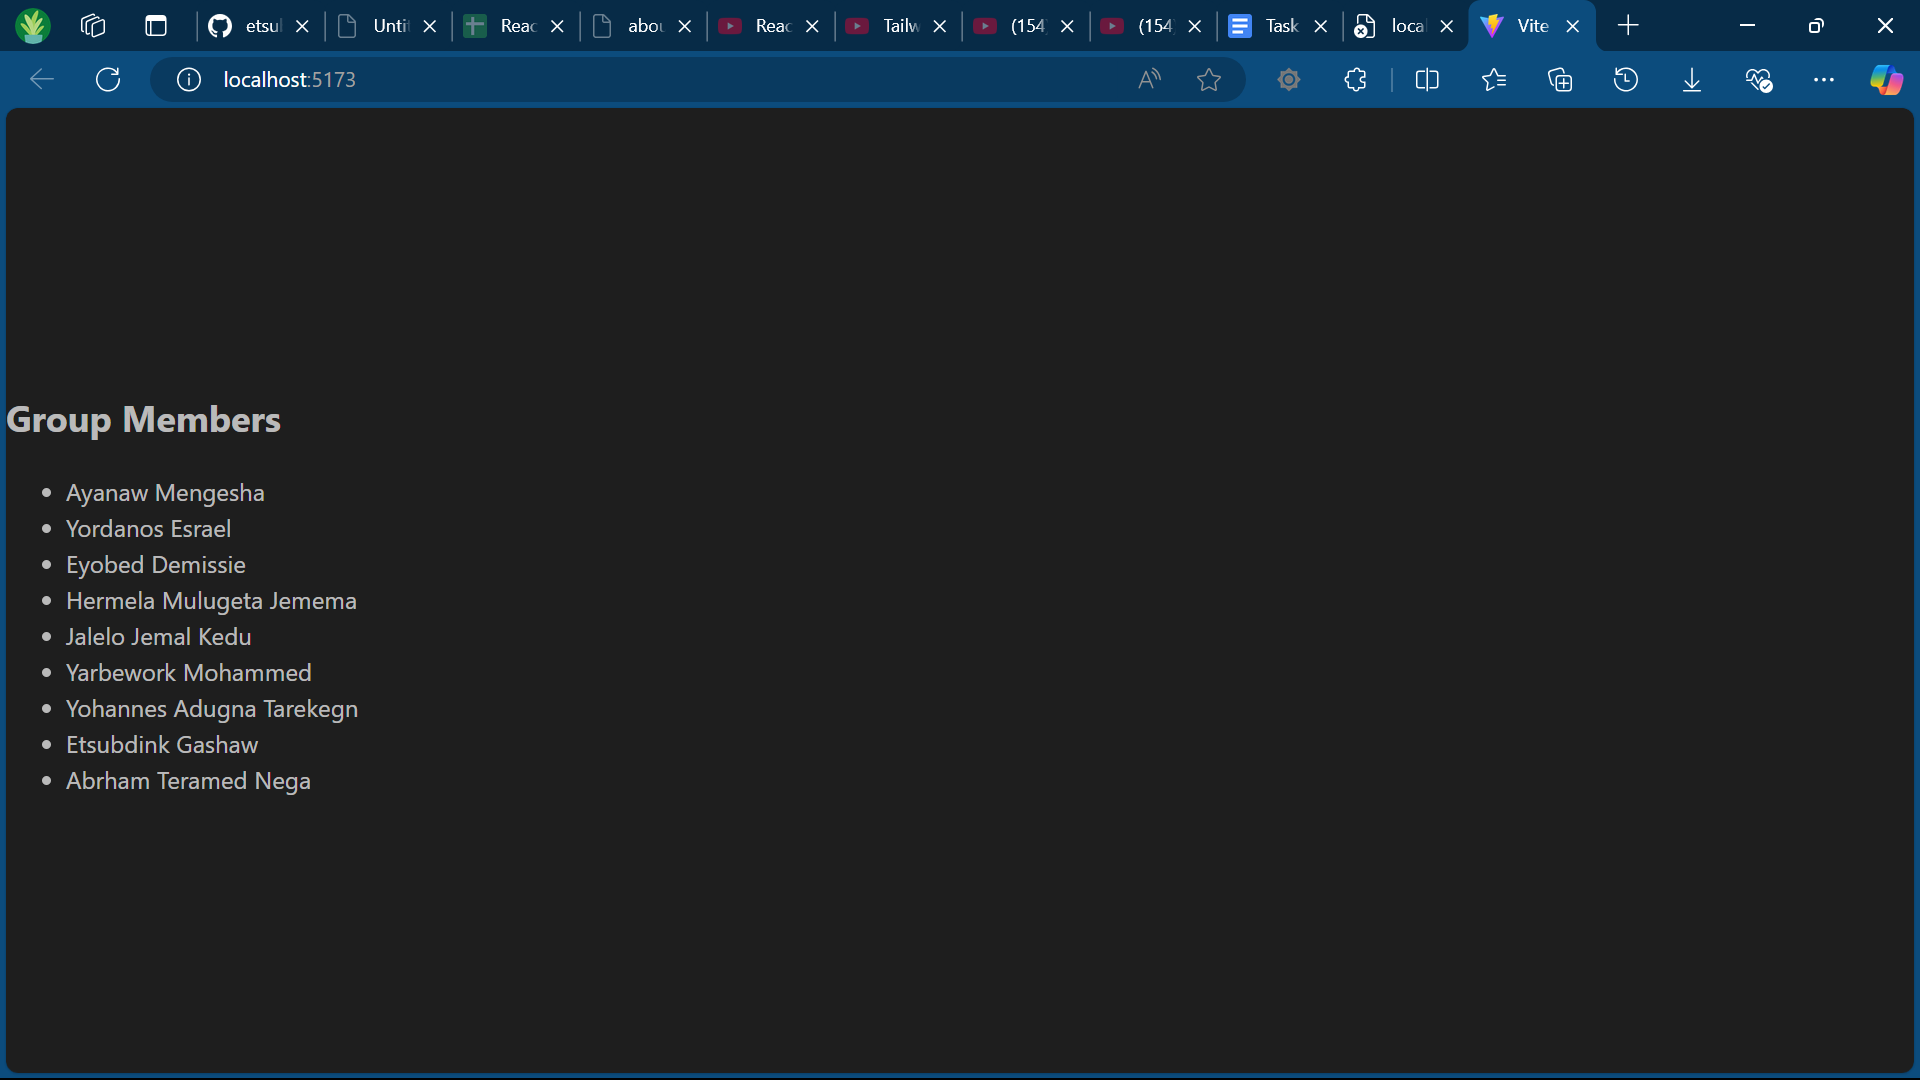 etsul Unti Reac abou Reac Tailw (154 (154 Task local Vite
localhost:5173
Group Members
Ayanaw Mengesha
Yordanos Esrael
Eyobed Demissie
Hermela Mulugeta Jemema
Jalelo Jemal Kedu
Yarbework Mohammed
Yohannes Adugna Tarekegn
Etsubdink Gashaw
Abrham Teramed Nega